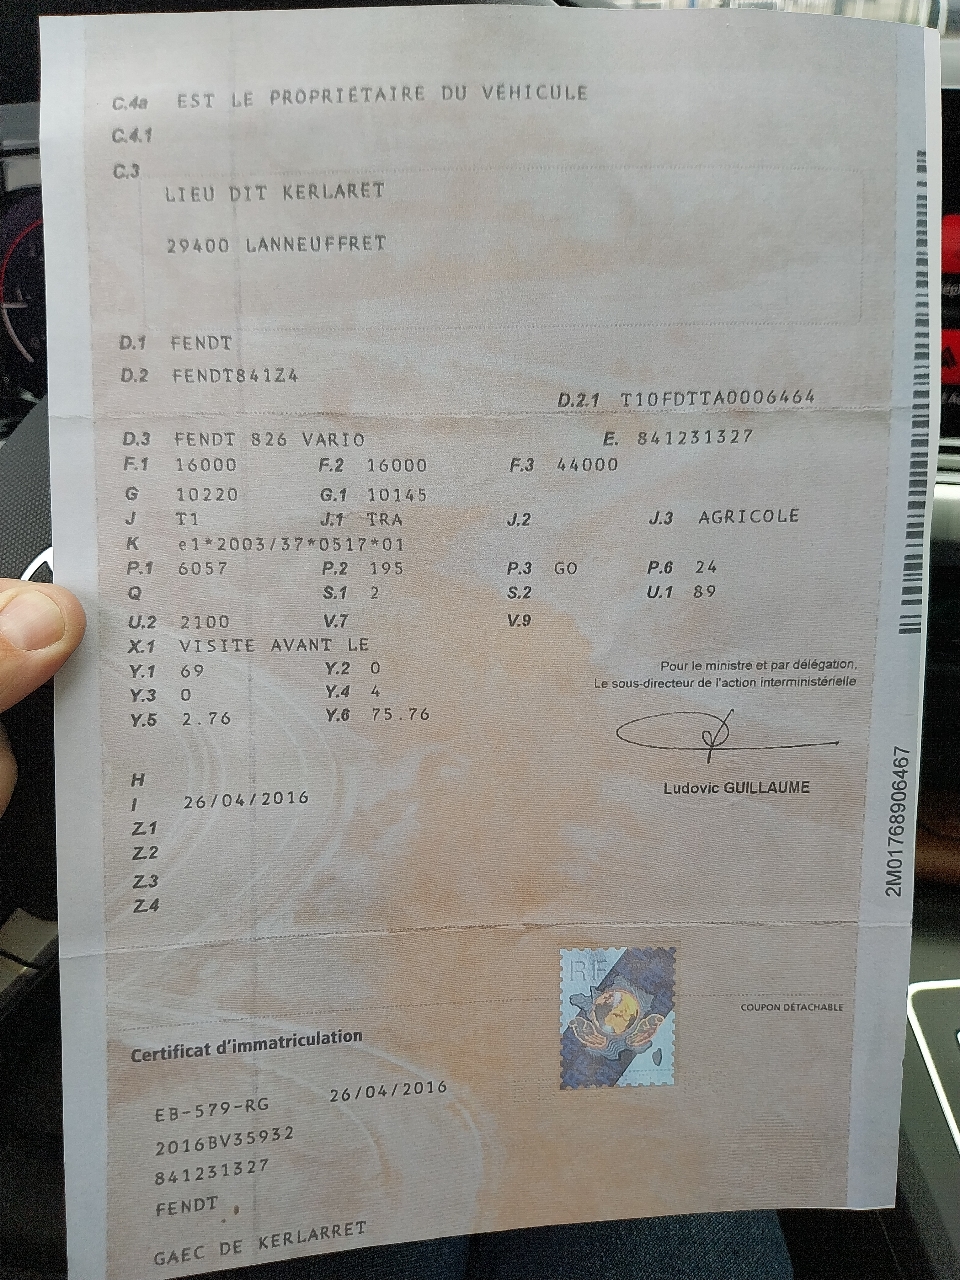 C.4a EST LE PROPRIÉTAIRE DU VÉHICULE
C.4.1
C.3
LIEU DIT KERLARET
29400 LANNEUFFRET
D.1 FENDT
D.2 FENDT841Z4
D.2.1 T10FDTTA0006464
D.3 FENDT 826 VARIO E. 841231327
F.1 16000 F.2 16000 F.3 44000
G 10220 G.1 10145
J T1 J.1 TRA J.2 J.3 AGRICOLE
K e1*2003/37*0517*01
P.1 6057 P.2 195 P.3 GO P.6 24
Q S.1 2 S.2 U.1 89
U.2 2100 V.7 V.9
X.1 VISITE AVANT LE
Y.1 69 Y.2 0
Y.3 0 Y.4 4
Y.5 2.76 Y.6 75.76
Pour le ministre et par délégation,
Le sous-directeur de l'action interministérielle
Ludovic GUILLAUME
H
I 26/04/2016
Z.1
Z.2
Z.3
Z.4
2M01768906467
RF
COUPON DÉTACHABLE
Certificat d'immatriculation
EB-579-RG 26/04/2016
2016BV35932
841231327
FENDT
GAEC DE KERLARRET